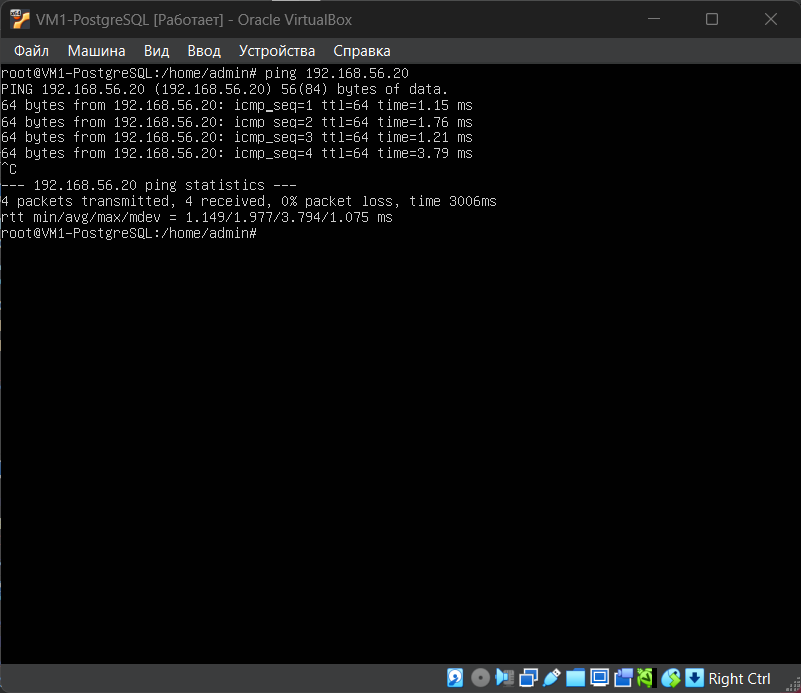 VM1-PostgreSQL [Работает] - Oracle VirtualBox
Файл Машина Вид Ввод Устройства Справка
root@VM1-PostgreSQL:/home/admin# ping 192.168.56.20
PING 192.168.56.20 (192.168.56.20) 56(84) bytes of data.
64 bytes from 192.168.56.20: icmp_seq=1 ttl=64 time=1.15 ms
64 bytes from 192.168.56.20: icmp_seq=2 ttl=64 time=1.76 ms
64 bytes from 192.168.56.20: icmp_seq=3 ttl=64 time=1.21 ms
64 bytes from 192.168.56.20: icmp_seq=4 ttl=64 time=3.79 ms
^C
--- 192.168.56.20 ping statistics ---
4 packets transmitted, 4 received, 0% packet loss, time 3006ms
rtt min/avg/max/mdev = 1.149/1.977/3.794/1.075 ms
root@VM1-PostgreSQL:/home/admin#
Right Ctrl